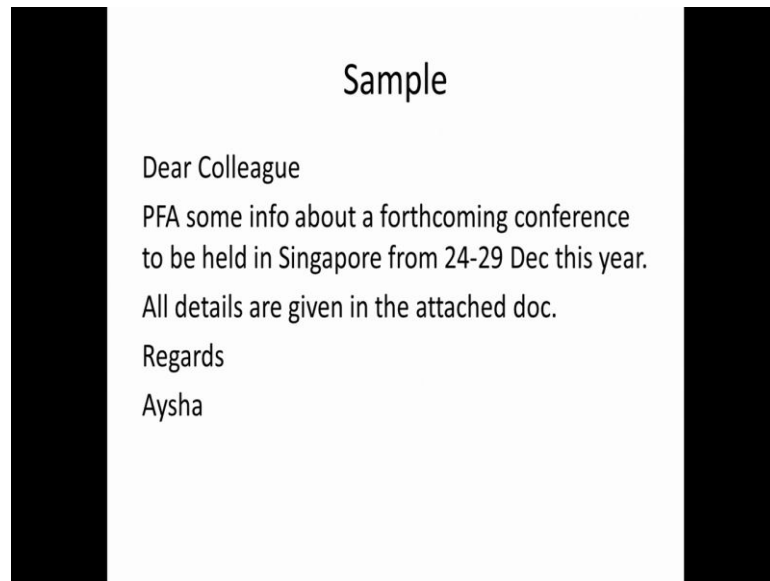 Sample
Dear Colleague
PFA some info about a forthcoming conference
to be held in Singapore from 24-29 Dec this year.
All details are given in the attached doc.
Regards
Aysha